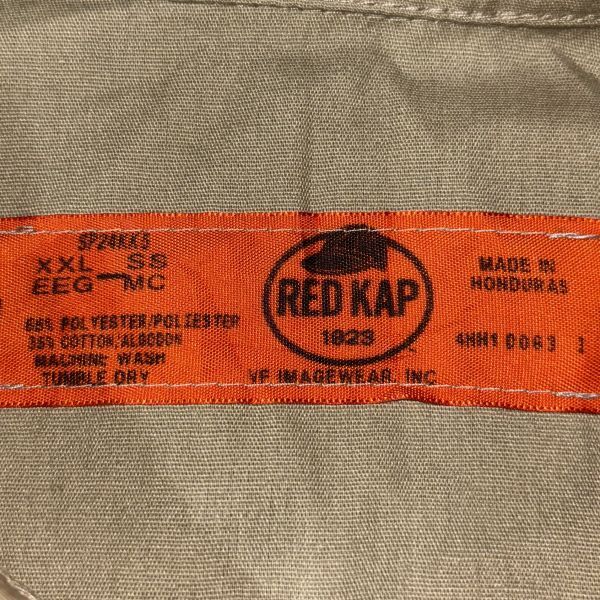 SP24KKS
XXL-SS
EEG-MC
65% POLYESTER/POLIESTER
35% COTTON, ALGODON
MACHINE WASH
TUMBLE DRY
RED KAP
1923
VF IMAGEWEAR, INC
MADE IN
HONDURAS
4HH1 0063 1